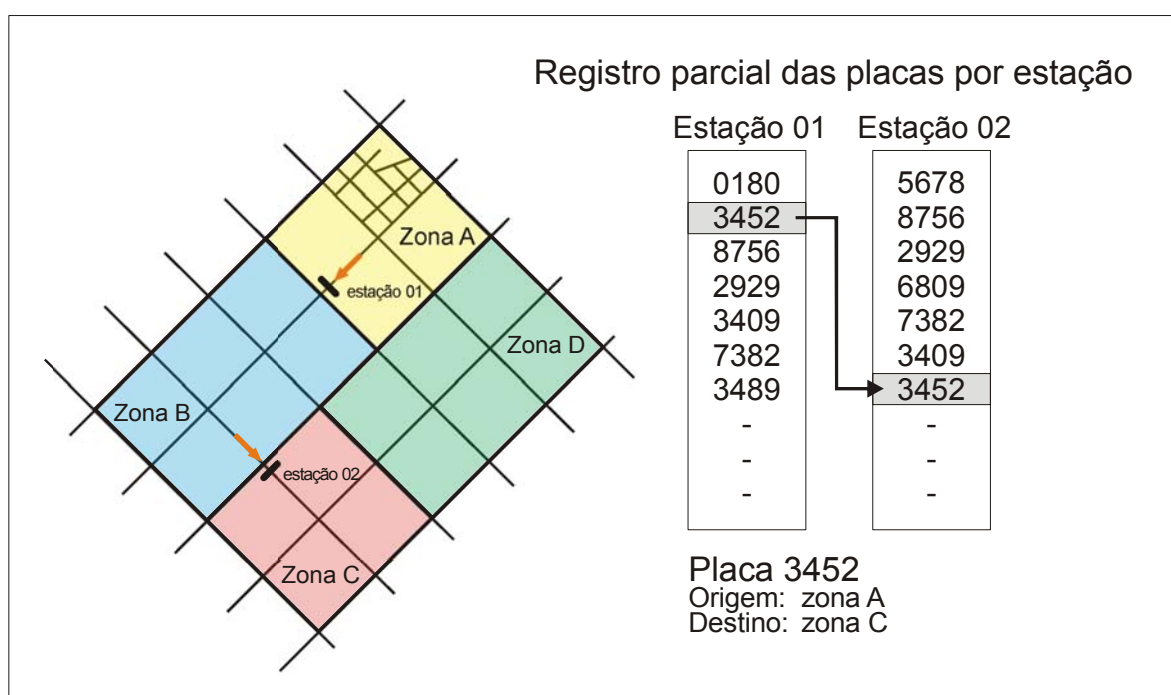 Registro parcial das placas por estação
Estação 01
0180
3452
8756
2929
3409
7382
3489
-
-
-
Estação 02
5678
8756
2929
6809
7382
3409
3452
-
-
-
Zona A
estação 01
Zona D
Zona B
estação 02
Zona C
Placa 3452
Origem: zona A
Destino: zona C